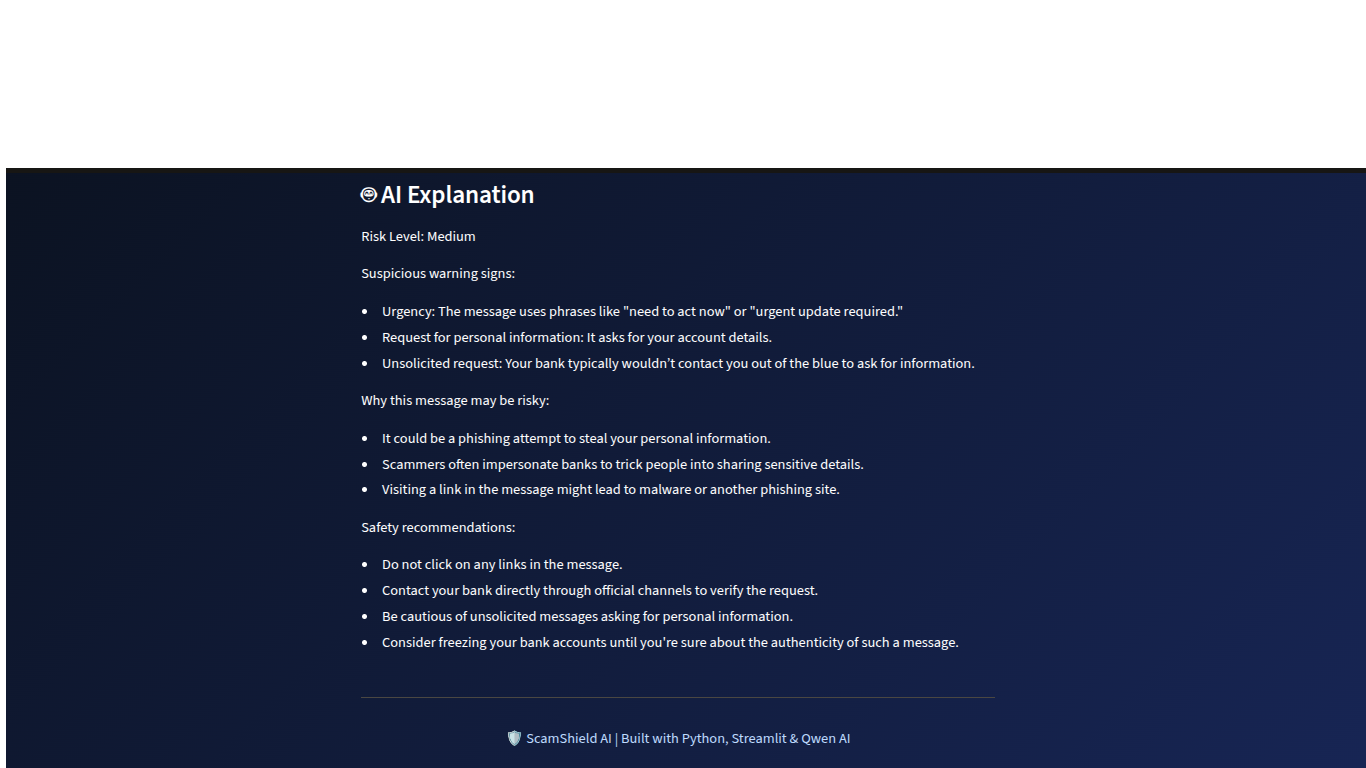 AI Explanation
Risk Level: Medium
Suspicious warning signs:
Urgency: The message uses phrases like "need to act now" or "urgent update required."
Request for personal information: It asks for your account details.
Unsolicited request: Your bank typically wouldn't contact you out of the blue to ask for information.
Why this message may be risky:
It could be a phishing attempt to steal your personal information.
Scammers often impersonate banks to trick people into sharing sensitive details.
Visiting a link in the message might lead to malware or another phishing site.
Safety recommendations:
Do not click on any links in the message.
Contact your bank directly through official channels to verify the request.
Be cautious of unsolicited messages asking for personal information.
Consider freezing your bank accounts until you're sure about the authenticity of such a message.
ScamShield AI | Built with Python, Streamlit & Qwen AI